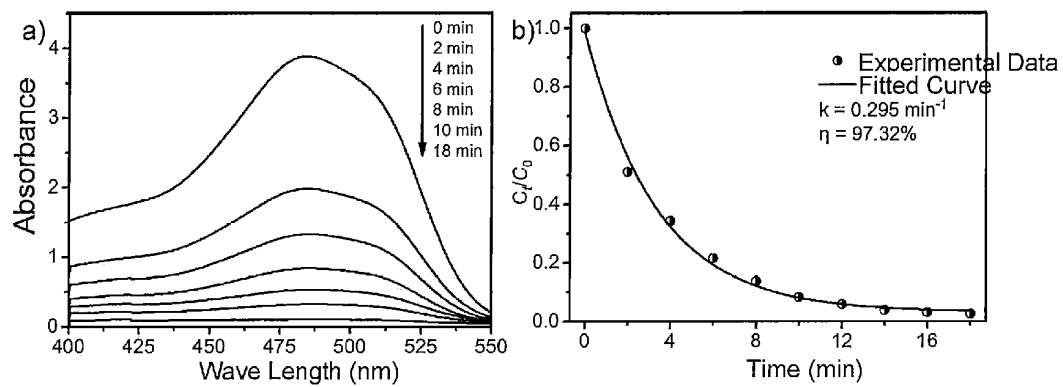 a)
Absorbance
4
3
2
1
0
400 425 450 475 500 525 550
Wave Length (nm)
0 min
2 min
4 min
6 min
8 min
10 min
18 min
b)
C_t/C_0
1.0
0.8
0.6
0.4
0.2
0.0
0 4 8 12 16
Time (min)
Experimental Data
Fitted Curve
k = 0.295 min⁻¹
η = 97.32%